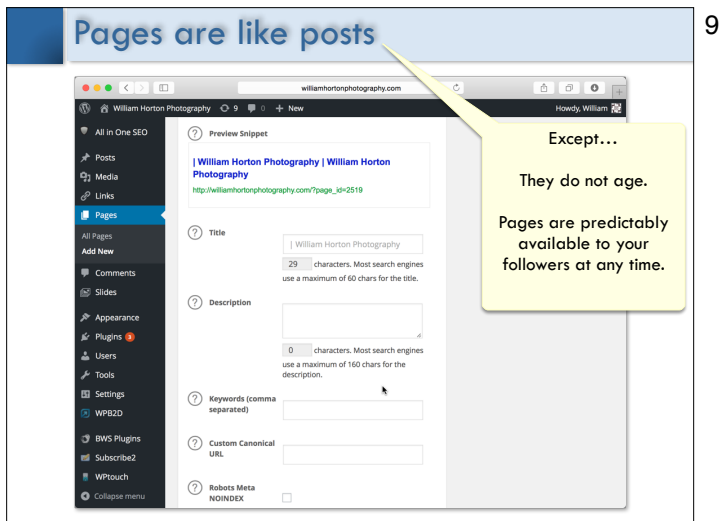 Pages are like posts
9
williamhortonphotography.com
William Horton Photography 9 0 + New
Howdy, William
All in One SEO
Posts
Media
Links
Pages
All Pages
Add New
Comments
Slides
Appearance
Plugins 3
Users
Tools
Settings
WPB2D
BWS Plugins
Subscribe2
WPtouch
Collapse menu
? Preview Snippet
| William Horton Photography | William Horton
Photography
http://williamhortonphotography.com/?page_id=2519
? Title
| William Horton Photography
29 characters. Most search engines
use a maximum of 60 chars for the title.
? Description
0 characters. Most search engines
use a maximum of 160 chars for the
description.
? Keywords (comma
separated)
? Custom Canonical
URL
? Robots Meta
NOINDEX
Except...
They do not age.
Pages are predictably
available to your
followers at any time.